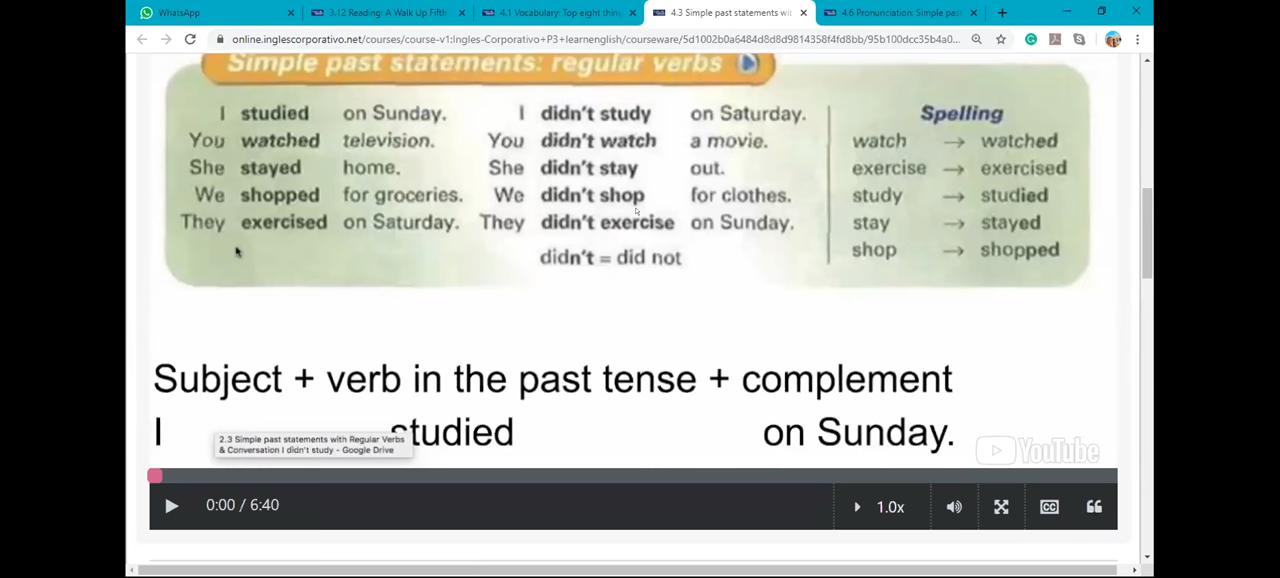 WhatsApp
3.12 Reading: A Walk Up Fifth
4.1 Vocabulary: Top eight thing
4.3 Simple past statements wit
4.6 Pronunciation: Simple past
online.inglescorporativo.net/courses/course-v1:Ingles-Corporativo+P3+learnenglish/courseware/5d1002b0a6484d8d8d9814358f4fd8bb/95b100dcc35b4a0...
Simple past statements: regular verbs
I studied on Sunday. I didn't study on Saturday. Spelling
You watched television. You didn't watch a movie. watch → watched
She stayed home. She didn't stay out. exercise → exercised
We shopped for groceries. We didn't shop for clothes. study → studied
They exercised on Saturday. They didn't exercise on Sunday. stay → stayed
didn't = did not shop → shopped
Subject + verb in the past tense + complement
I studied on Sunday.
2.3 Simple past statements with Regular Verbs
& Conversation I didn't study - Google Drive
YouTube
0:00 / 6:40
1.0x
CC